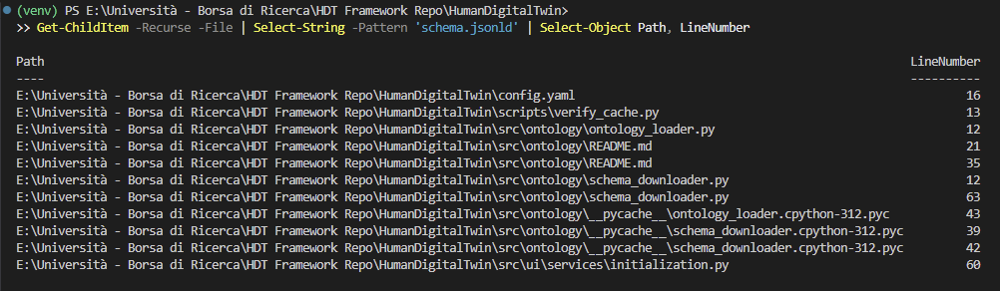 (venv) PS E:\Università - Borsa di Ricerca\HDT Framework Repo\HumanDigitalTwin>
>> Get-ChildItem -Recurse -File | Select-String -Pattern 'schema.jsonld' | Select-Object Path, LineNumber
Path LineNumber
---- ----------
E:\Università - Borsa di Ricerca\HDT Framework Repo\HumanDigitalTwin\config.yaml 16
E:\Università - Borsa di Ricerca\HDT Framework Repo\HumanDigitalTwin\scripts\verify_cache.py 13
E:\Università - Borsa di Ricerca\HDT Framework Repo\HumanDigitalTwin\src\ontology\ontology_loader.py 12
E:\Università - Borsa di Ricerca\HDT Framework Repo\HumanDigitalTwin\src\ontology\README.md 21
E:\Università - Borsa di Ricerca\HDT Framework Repo\HumanDigitalTwin\src\ontology\README.md 35
E:\Università - Borsa di Ricerca\HDT Framework Repo\HumanDigitalTwin\src\ontology\schema_downloader.py 12
E:\Università - Borsa di Ricerca\HDT Framework Repo\HumanDigitalTwin\src\ontology\schema_downloader.py 63
E:\Università - Borsa di Ricerca\HDT Framework Repo\HumanDigitalTwin\src\ontology\__pycache__\ontology_loader.cpython-312.pyc 43
E:\Università - Borsa di Ricerca\HDT Framework Repo\HumanDigitalTwin\src\ontology\__pycache__\schema_downloader.cpython-312.pyc 39
E:\Università - Borsa di Ricerca\HDT Framework Repo\HumanDigitalTwin\src\ontology\__pycache__\schema_downloader.cpython-312.pyc 42
E:\Università - Borsa di Ricerca\HDT Framework Repo\HumanDigitalTwin\src\ui\services\initialization.py 60